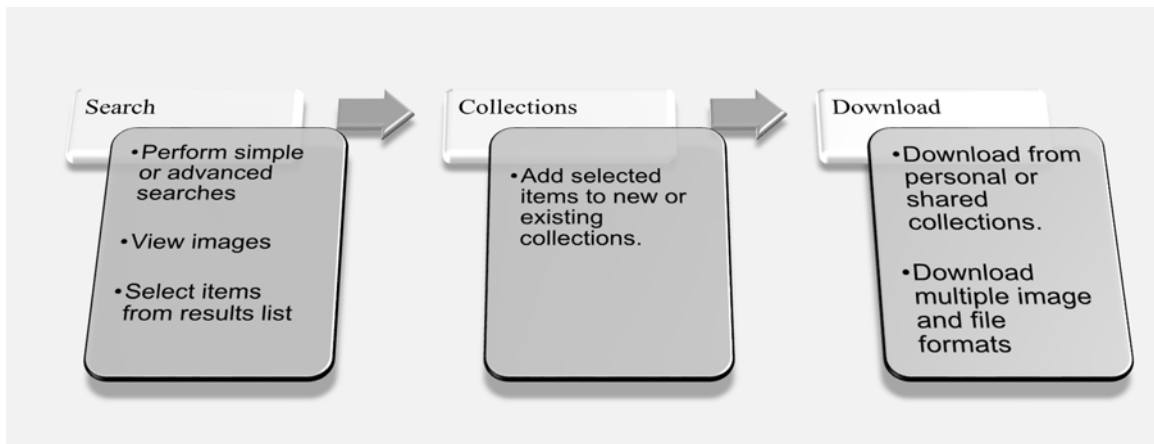 Search
•Perform simple
or advanced
searches
•View images
•Select items
from results list
Collections
•Add selected
items to new or
existing
collections.
Download
•Download from
personal or
shared
collections.
•Download
multiple image
and file
formats